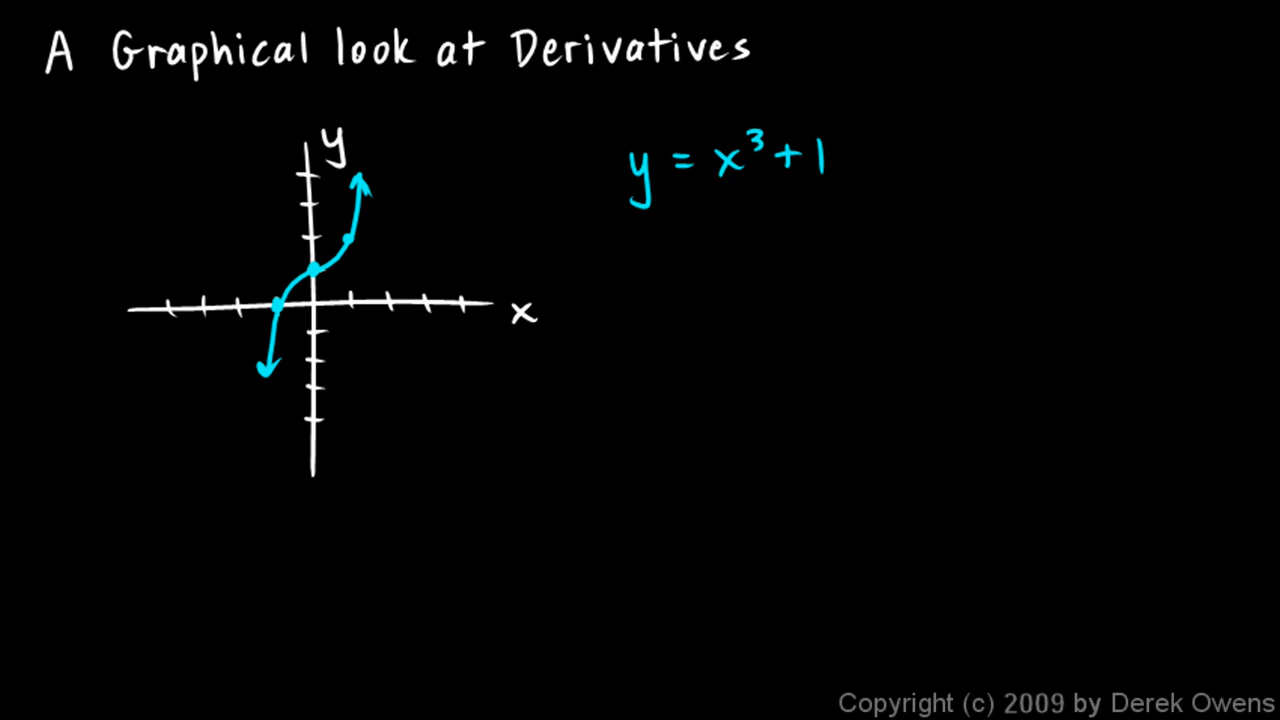 A Graphical look at Derivatives
y
y = x³ + 1
x
Copyright (c) 2009 by Derek Owens